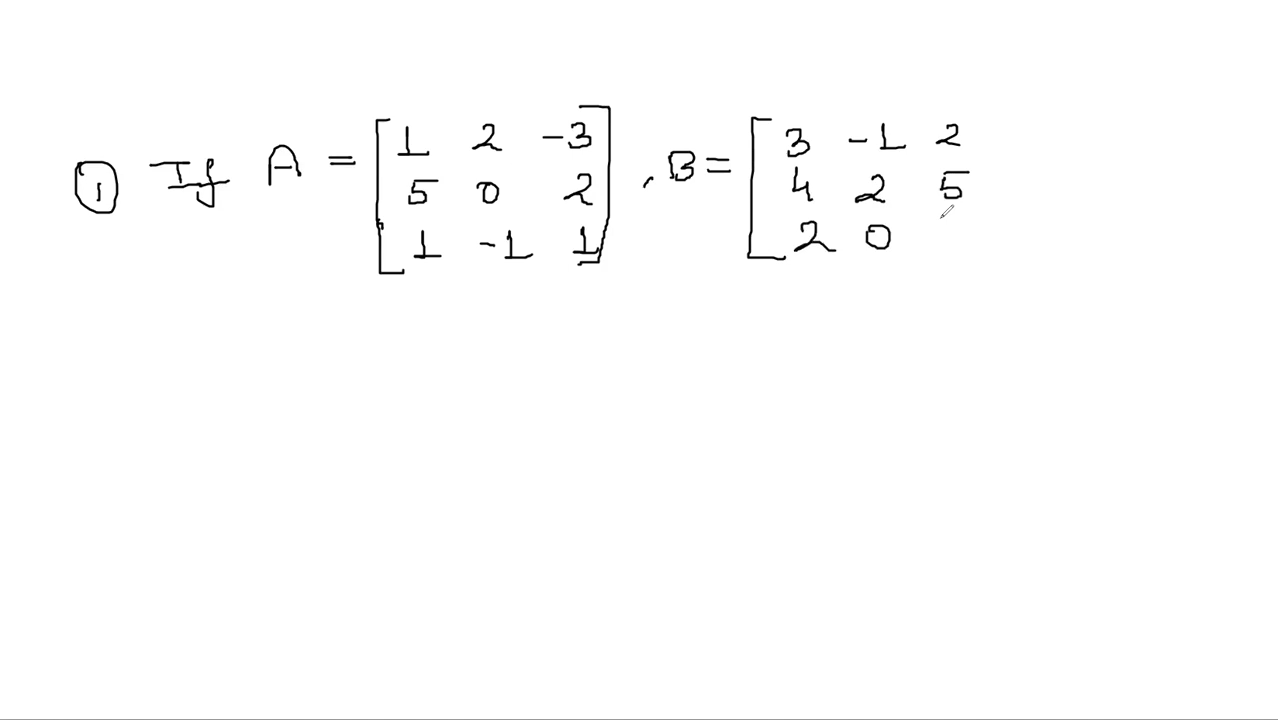 ① If A = [ 1 2 -3 ] , B = [ 3 -1 2
5 0 2 4 2 5
1 -1 1 2 0